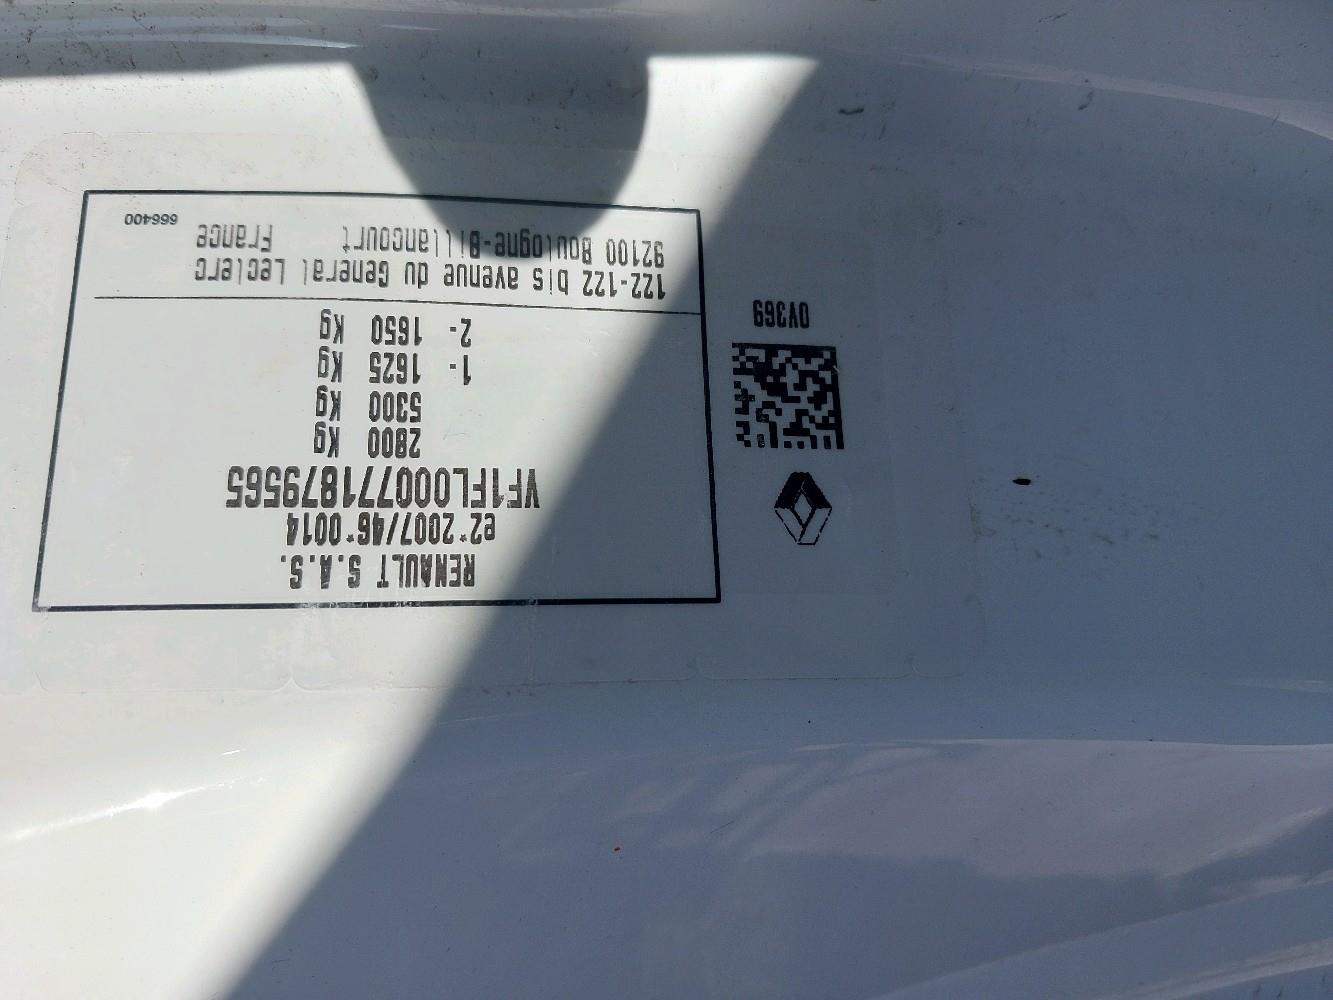 RENAULT S.A.S.
e2*2007/46*0014
VF1FL000771879565
2800 Kg
5300 Kg
1- 1625 Kg
2- 1650 Kg
122-122 bis avenue du General Leclerc
92100 Boulogne-Billancourt France
666400
0Y369